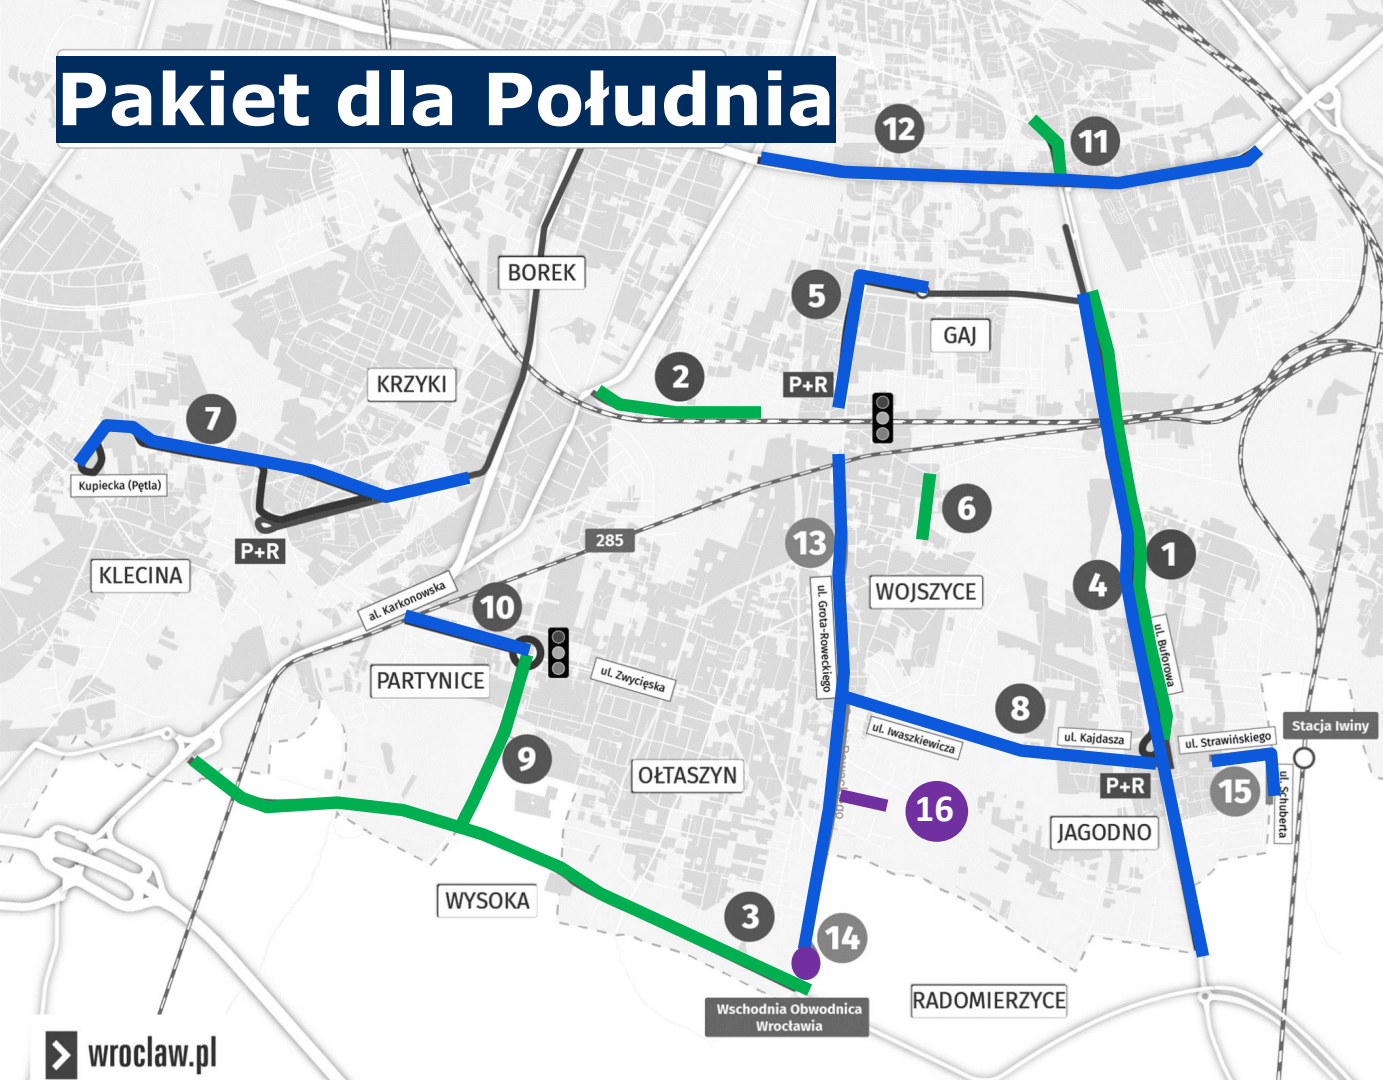 Pakiet dla Południa
12
11
BOREK
5
GAJ
2
P+R
KRZYKI
7
Kupiecka (Pętla)
6
P+R
285
13
1
KLECINA
al. Karkonowska
4
WOJSZYCE
10
ul. Grota-Roweckiego
ul. Buforowa
PARTYNICE
ul. Zwycięska
8
Stacja Iwiny
ul. Iwaszkiewicza
ul. Kajdasza
ul. Strawińskiego
9
OŁTASZYN
P+R
15
ul. Schuberta
16
JAGODNO
WYSOKA
3
14
RADOMIERZYCE
Wschodnia Obwodnica
Wrocławia
wroclaw.pl